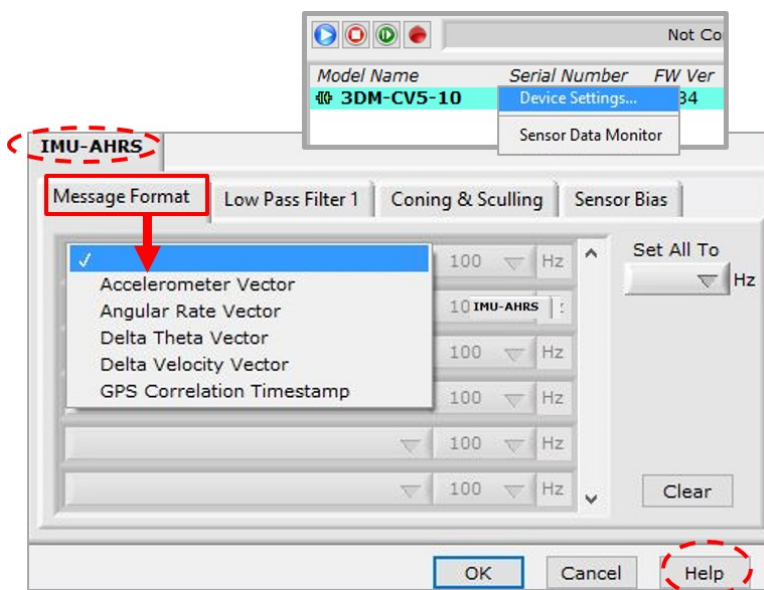 Not Co
Model Name Serial Number FW Ver
3DM-CV5-10 34
Device Settings...
Sensor Data Monitor
IMU-AHRS
Message Format Low Pass Filter 1 Coning & Sculling Sensor Bias
✓ 100 Hz Set All To
Hz
Accelerometer Vector
Angular Rate Vector 10 IMU-AHRS
Delta Theta Vector
Delta Velocity Vector 100 Hz
GPS Correlation Timestamp 100 Hz
100 Hz
100 Hz Clear
OK Cancel Help